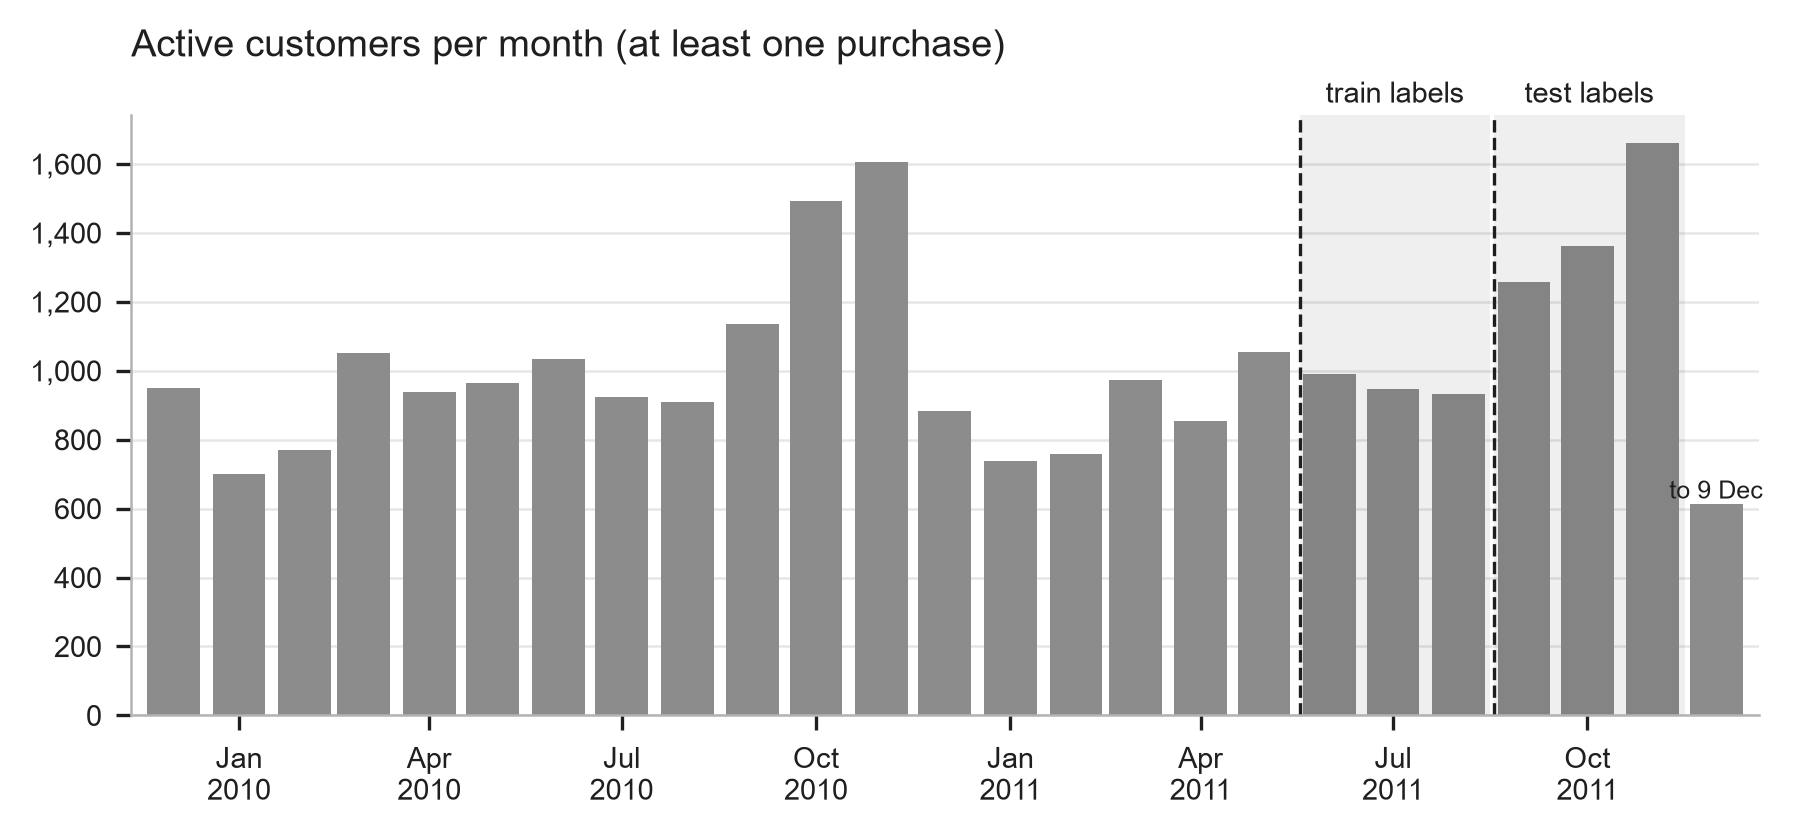 Active customers per month (at least one purchase)
train labels
test labels
1,600
1,400
1,200
1,000
800
600
400
200
0
to 9 Dec
Jan
2010
Apr
2010
Jul
2010
Oct
2010
Jan
2011
Apr
2011
Jul
2011
Oct
2011